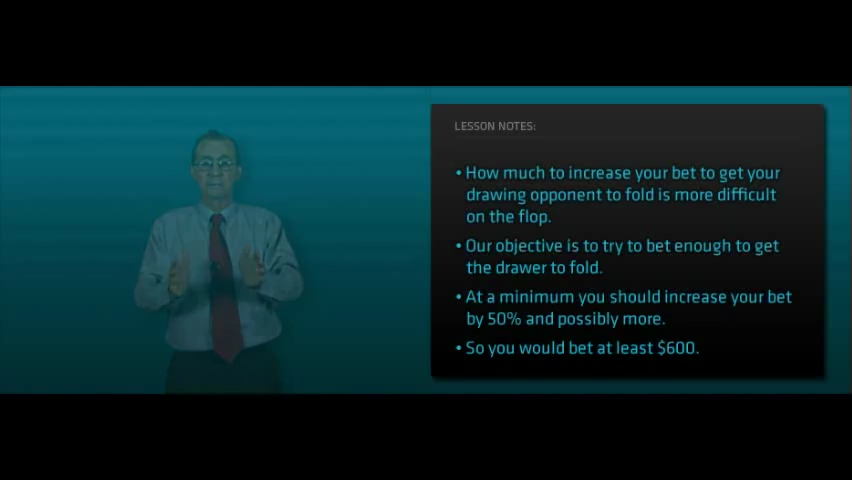 LESSON NOTES:
• How much to increase your bet to get your
drawing opponent to fold is more difficult
on the flop.
• Our objective is to try to bet enough to get
the drawer to fold.
• At a minimum you should increase your bet
by 50% and possibly more.
• So you would bet at least $600.